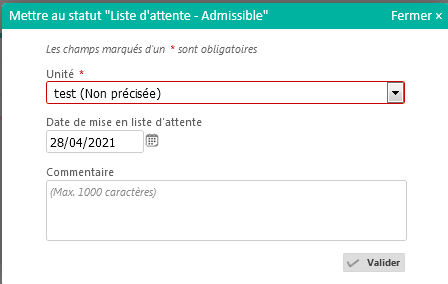 Mettre au statut "Liste d'attente - Admissible" Fermer ×
Les champs marqués d'un * sont obligatoires
Unité *
test (Non précisée)
Date de mise en liste d'attente
28/04/2021
Commentaire
(Max. 1000 caractères)
Valider